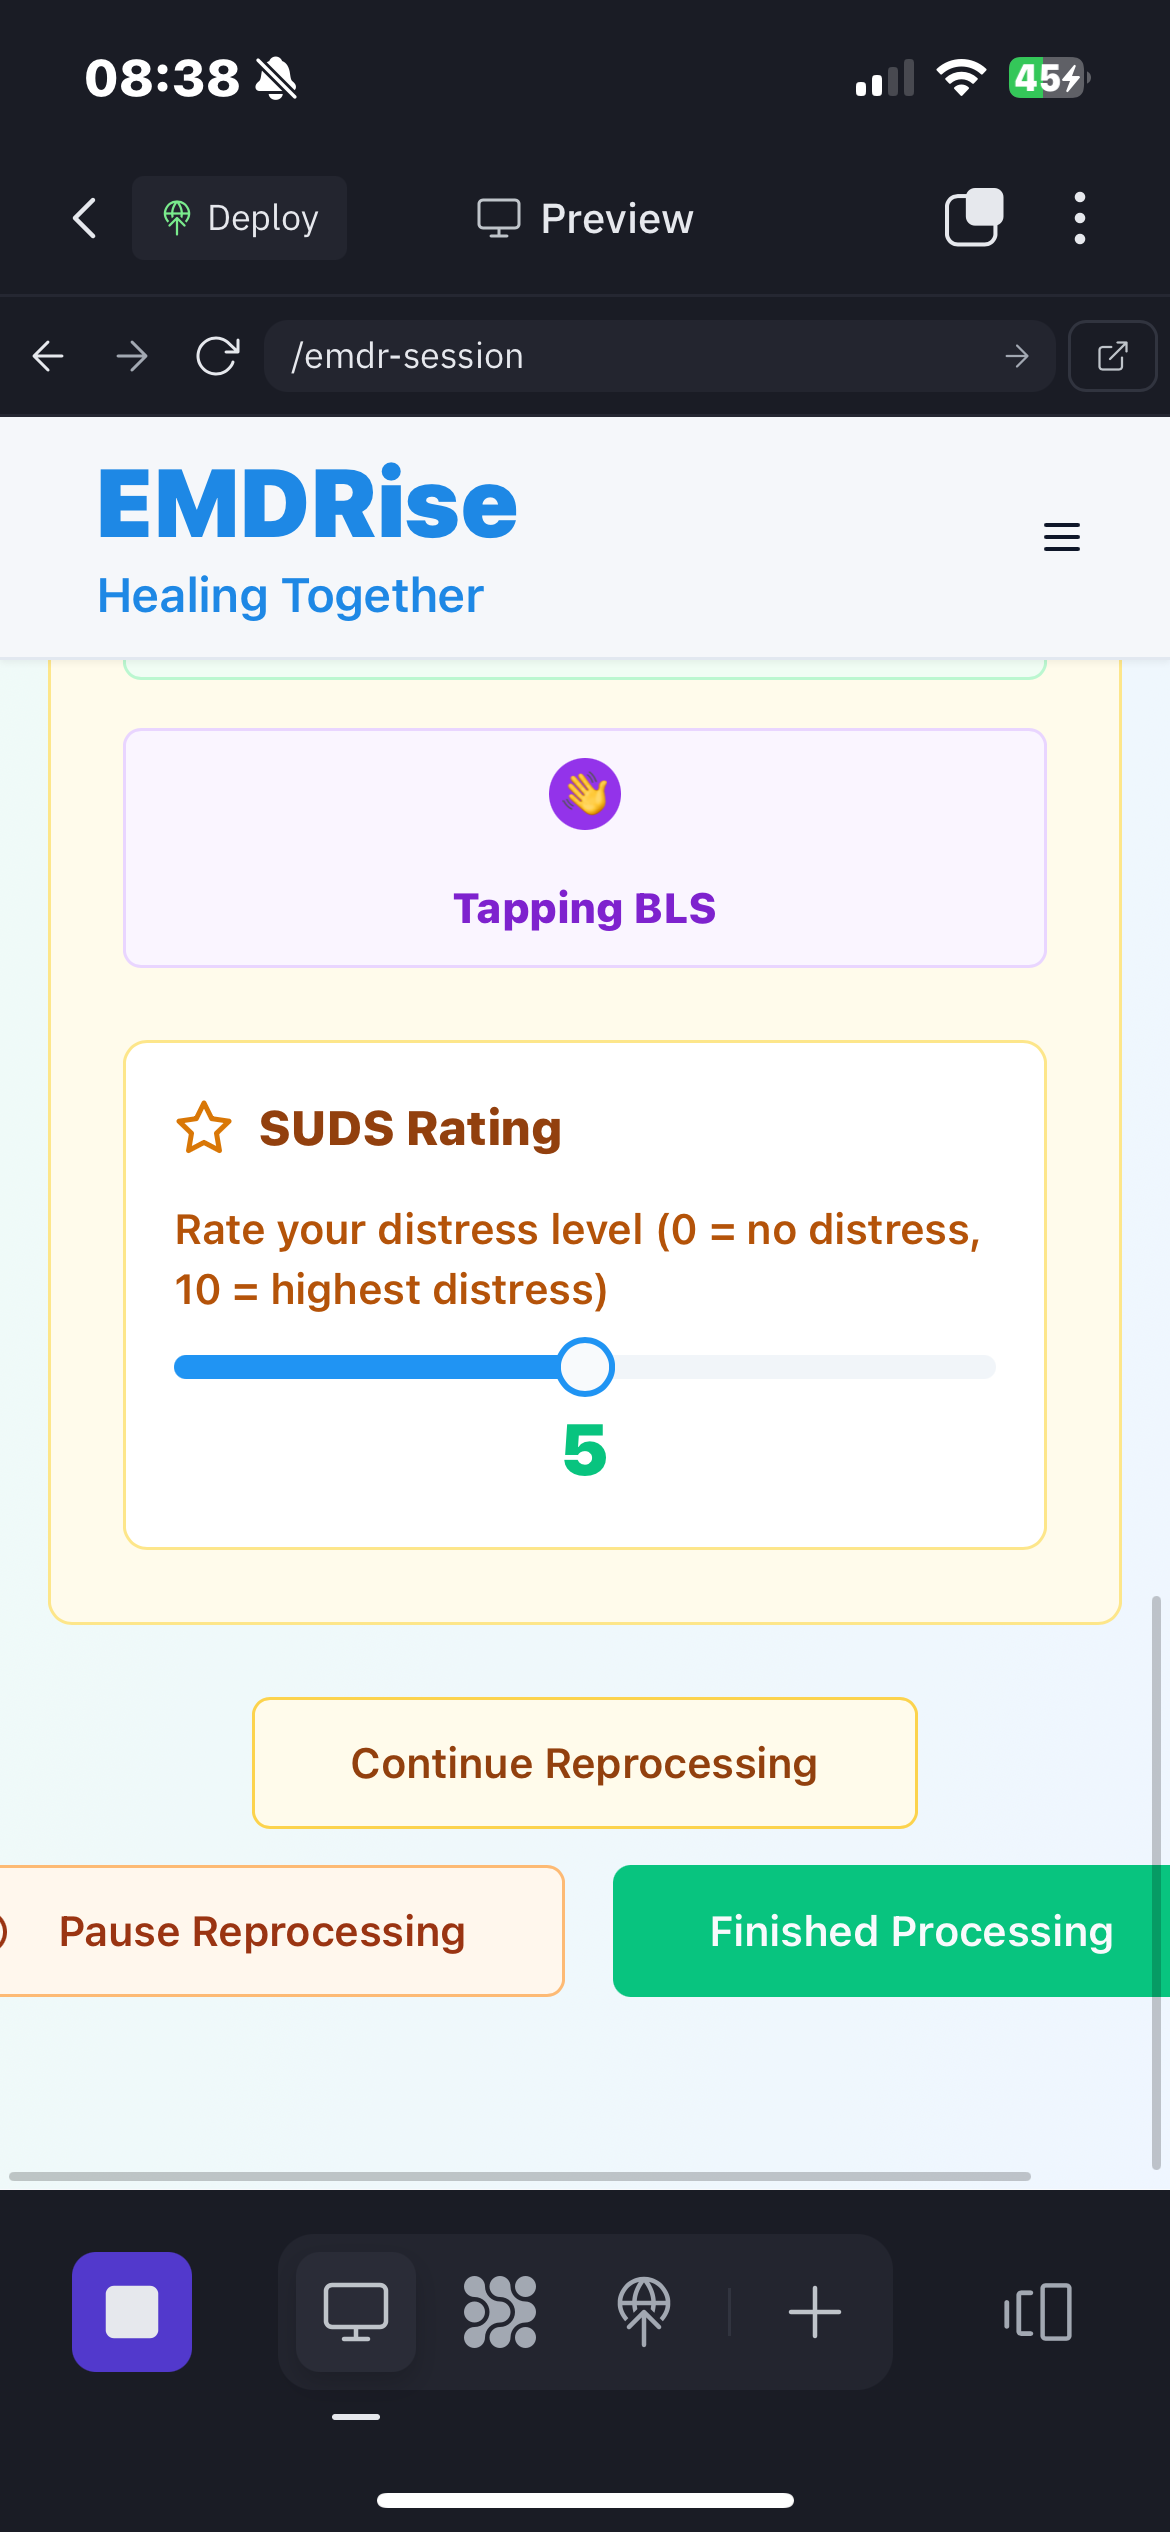 08:38
45
Deploy
Preview
/emdr-session
EMDRise
Healing Together
Tapping BLS
SUDS Rating
Rate your distress level (0 = no distress,
10 = highest distress)
5
Continue Reprocessing
Pause Reprocessing
Finished Processing